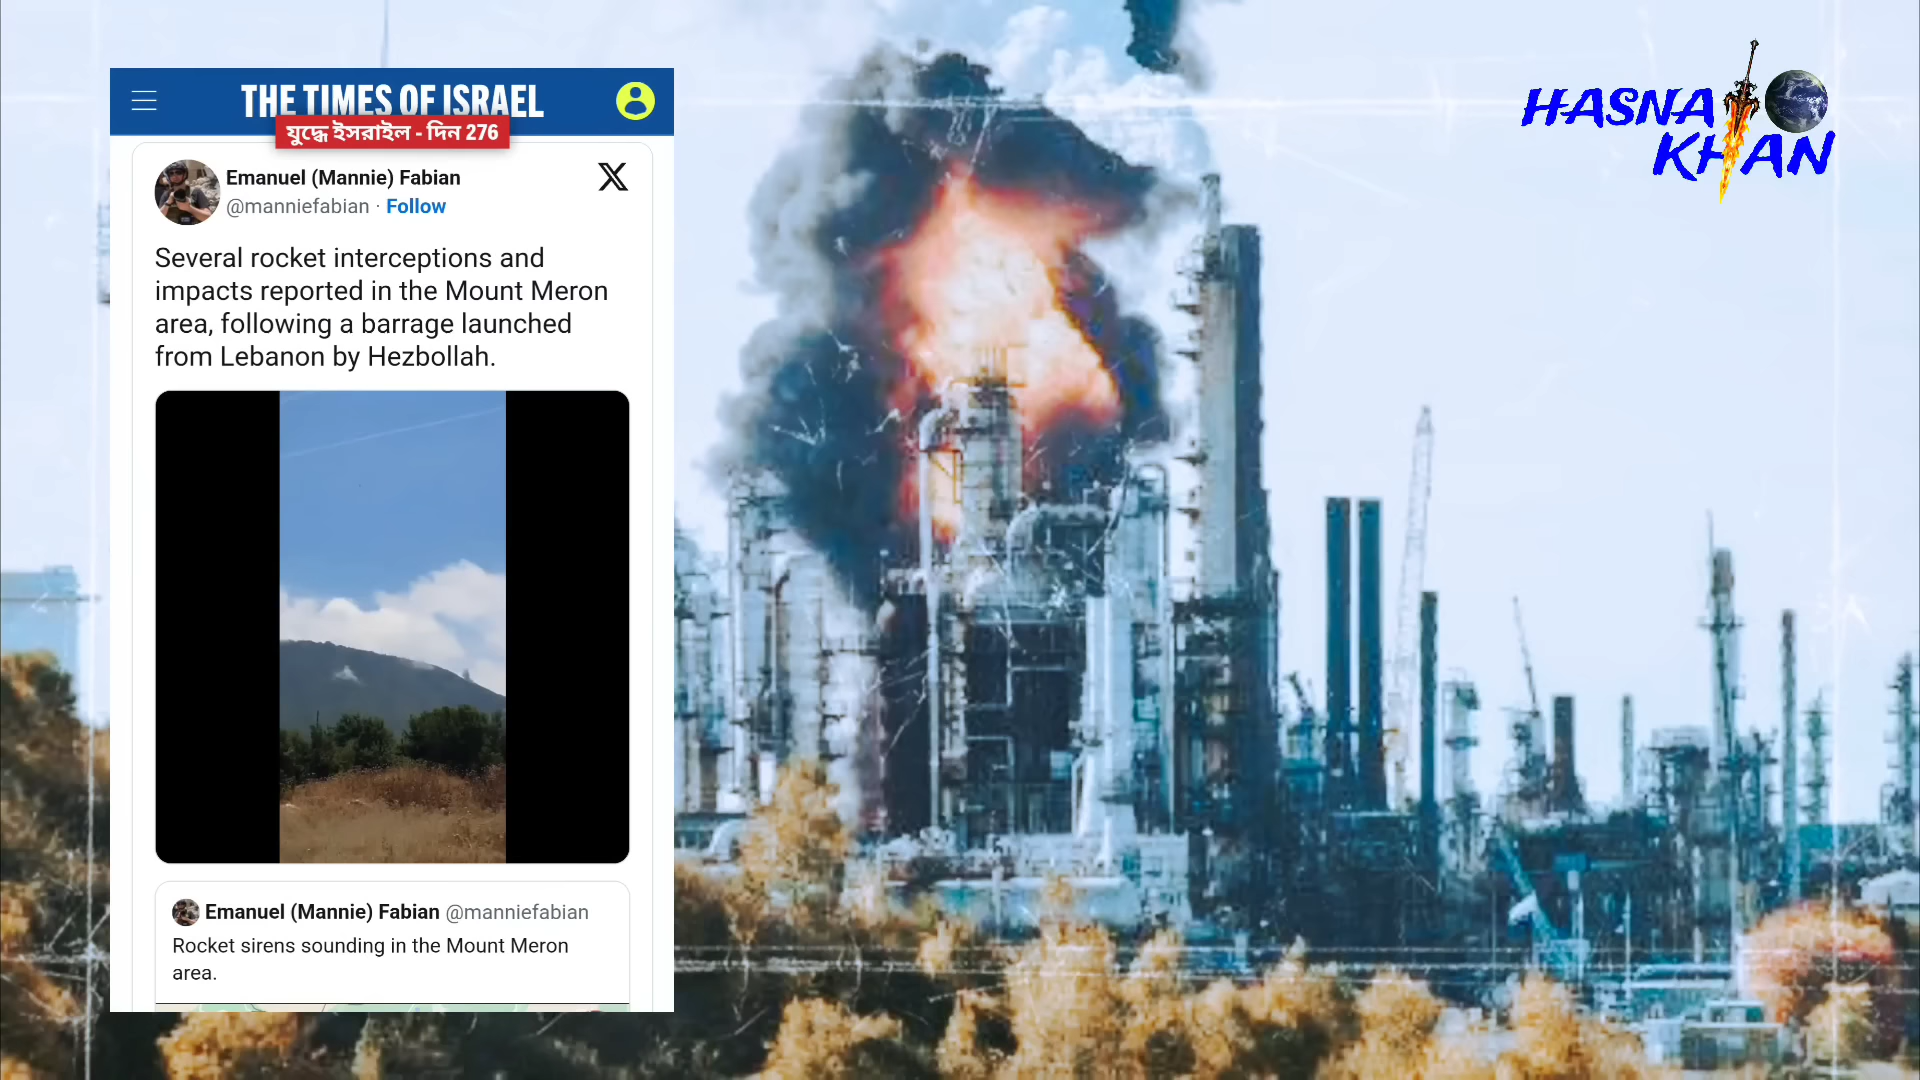 THE TIMES OF ISRAEL
যুদ্ধে ইসরাইল - দিন 276
Emanuel (Mannie) Fabian
@manniefabian · Follow
Several rocket interceptions and
impacts reported in the Mount Meron
area, following a barrage launched
from Lebanon by Hezbollah.
Emanuel (Mannie) Fabian @manniefabian
Rocket sirens sounding in the Mount Meron
area.
HASNA
KHAN